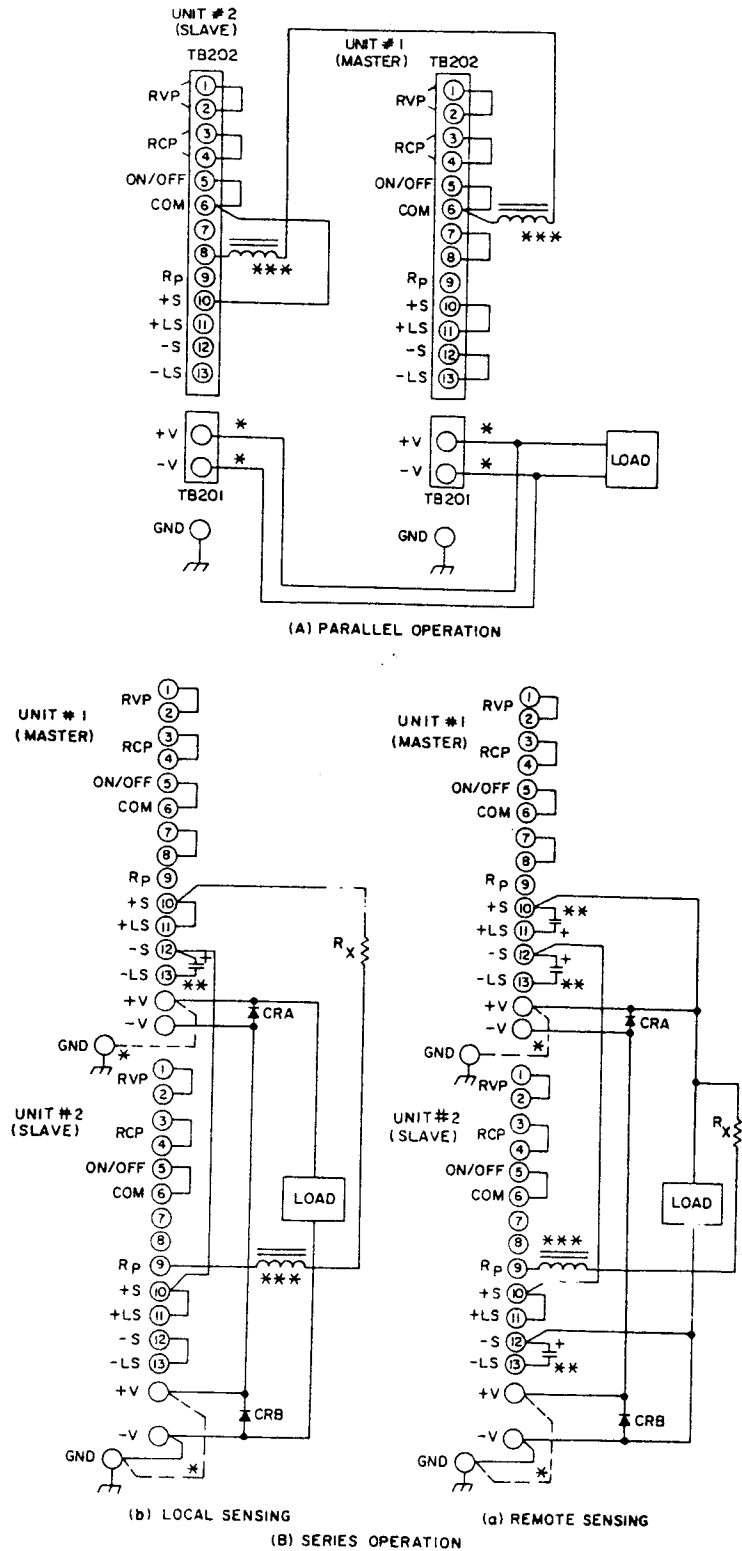 UNIT # 2
(SLAVE)
TB202
RVP
1
2
RCP
3
4
ON/OFF
5
COM
6
7
8
***
RP
9
+S
10
+LS
11
-S
12
-LS
13
+V
*
-V
*
TB201
GND
UNIT # 1
(MASTER)
TB202
RVP
1
2
RCP
3
4
ON/OFF
5
COM
6
***
7
8
RP
9
+S
10
+LS
11
-S
12
-LS
13
+V
*
-V
*
TB201
GND
LOAD
(A) PARALLEL OPERATION
UNIT # 1
(MASTER)
RVP
1
2
RCP
3
4
ON/OFF
5
COM
6
7
8
RP
9
+S
10
+LS
11
-S
12
+
-LS
13
**
RX
+V
-V
CRA
GND
*
UNIT #2
(SLAVE)
RVP
1
2
RCP
3
4
ON/OFF
5
COM
6
7
8
LOAD
RP
9
***
+S
10
+LS
11
-S
12
-LS
13
+V
-V
CRB
GND
*
(b) LOCAL SENSING
UNIT #1
(MASTER)
RVP
1
2
RCP
3
4
ON/OFF
5
COM
6
7
8
RP
9
+S
10
**
+LS
11
+
-S
12
+
-LS
13
**
+V
-V
CRA
GND
*
UNIT #2
(SLAVE)
RVP
1
2
RCP
3
4
ON/OFF
5
COM
6
7
8
RX
LOAD
RP
9
***
+S
10
+LS
11
-S
12
+
-LS
13
**
+V
-V
CRB
GND
*
(a) REMOTE SENSING
(B) SERIES OPERATION